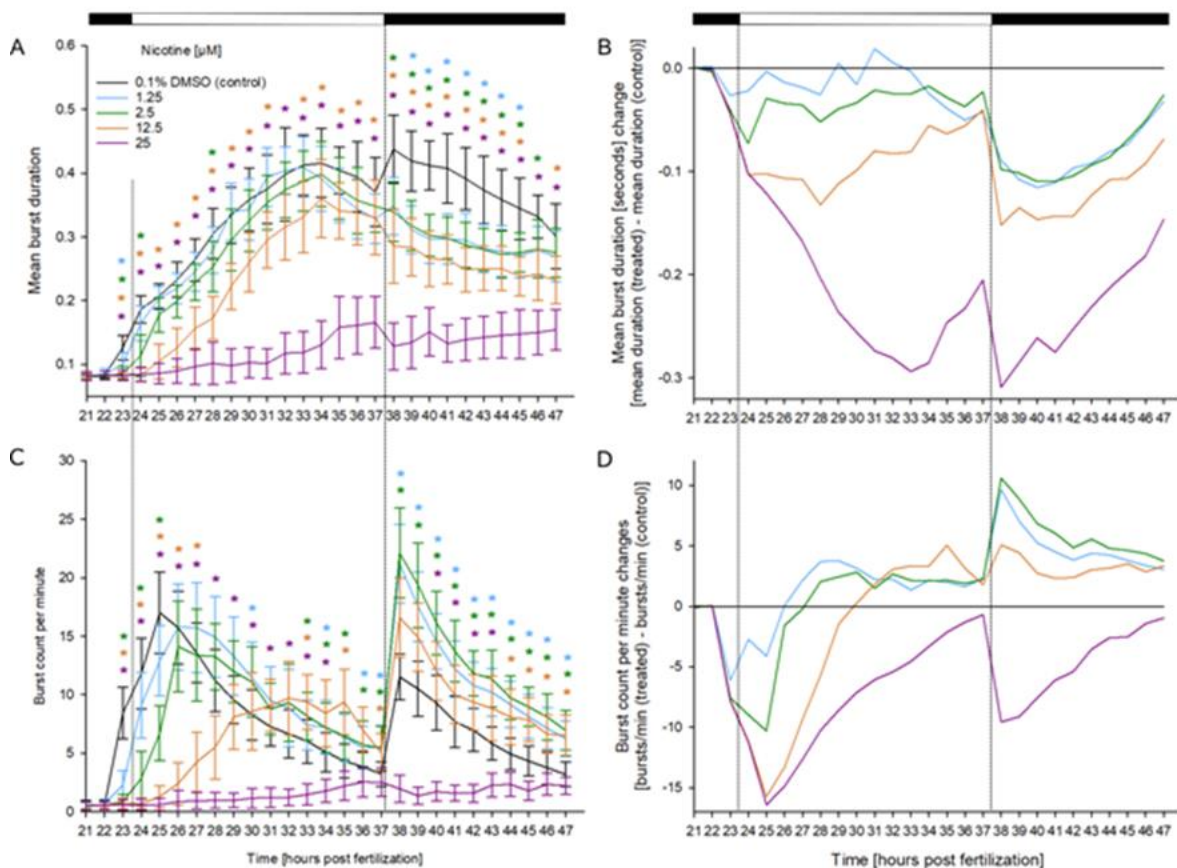 A
Nicotine [µM]
0.1% DMSO (control)
1.25
2.5
12.5
25
Mean burst duration
0.6
0.5
0.4
0.3
0.2
0.1
21 22 23 24 25 26 27 28 29 30 31 32 33 34 35 36 37 38 39 40 41 42 43 44 45 46 47
B
Mean burst duration [seconds] change
[mean duration (treated) - mean duration (control)]
0.0
-0.1
-0.2
-0.3
21 22 23 24 25 26 27 28 29 30 31 32 33 34 35 36 37 38 39 40 41 42 43 44 45 46 47
C
Burst count per minute
30
25
20
15
10
5
0
21 22 23 24 25 26 27 28 29 30 31 32 33 34 35 36 37 38 39 40 41 42 43 44 45 46 47
Time [hours post fertilization]
D
Burst count per minute changes
[bursts/min (treated) - bursts/min (control)]
10
5
0
-5
-10
-15
21 22 23 24 25 26 27 28 29 30 31 32 33 34 35 36 37 38 39 40 41 42 43 44 45 46 47
Time [hours post fertilization]